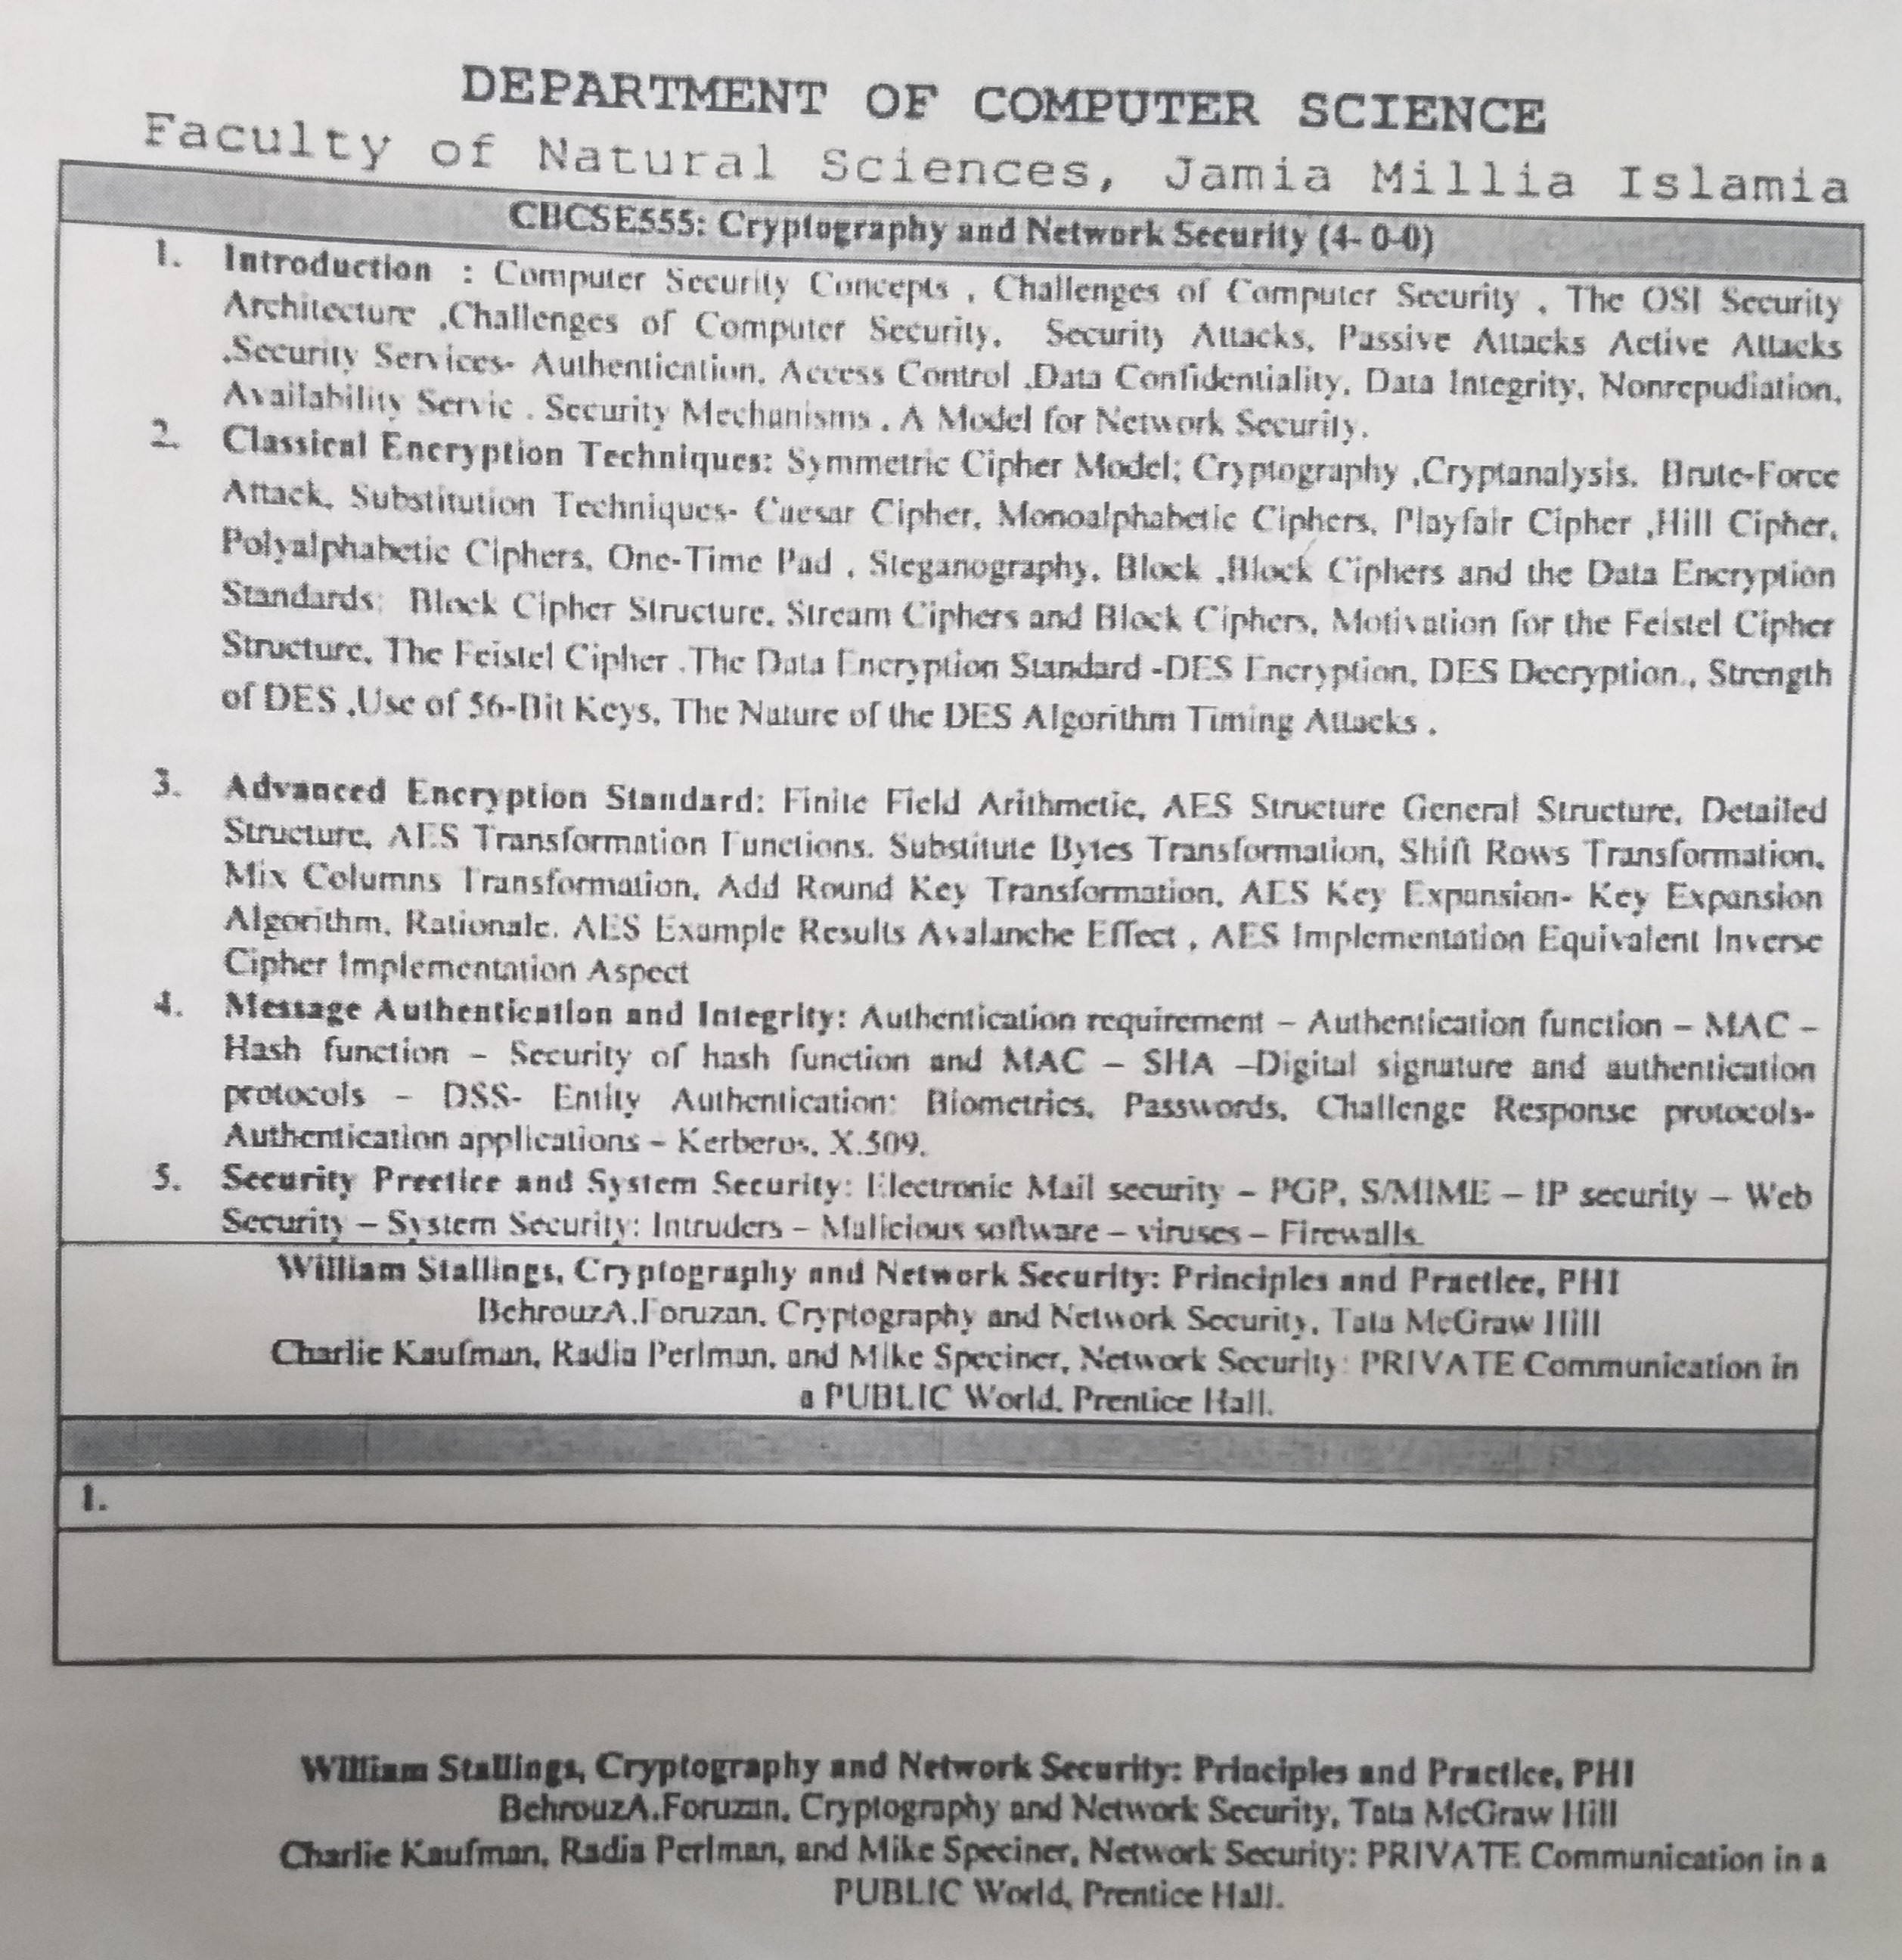 DEPARTMENT OF COMPUTER SCIENCE
Faculty of Natural Sciences, Jamia Millia Islamia
CBCSE555: Cryptography and Network Security (4- 0-0)
1. Introduction : Computer Security Concepts , Challenges of Computer Security , The OSI Security
Architecture ,Challenges of Computer Security, Security Attacks, Passive Attacks Active Attacks
,Security Services- Authentication, Access Control ,Data Confidentiality, Data Integrity, Nonrepudiation,
Availability Servic . Security Mechanisms , A Model for Network Security.
2. Classical Encryption Techniques: Symmetric Cipher Model; Cryptography ,Cryptanalysis. Brute-Force
Attack, Substitution Techniques- Caesar Cipher, Monoalphabetic Ciphers, Playfair Cipher ,Hill Cipher,
Polyalphabetic Ciphers, One-Time Pad , Steganography, Block ,Block Ciphers and the Data Encryption
Standards: Block Cipher Structure, Stream Ciphers and Block Ciphers, Motivation for the Feistel Cipher
Structure, The Feistel Cipher .The Data Encryption Standard -DES Encryption, DES Decryption , Strength
of DES ,Use of 56-Bit Keys, The Nature of the DES Algorithm Timing Attacks .
3. Advanced Encryption Standard: Finite Field Arithmetic, AES Structure General Structure, Detailed
Structure, AES Transformation Functions. Substitute Bytes Transformation, Shift Rows Transformation,
Mix Columns Transformation, Add Round Key Transformation, AES Key Expansion- Key Expansion
Algorithm, Rationale. AES Example Results Avalanche Effect , AES Implementation Equivalent Inverse
Cipher Implementation Aspect
4. Message Authentication and Integrity: Authentication requirement – Authentication function – MAC –
Hash function – Security of hash function and MAC – SHA –Digital signature and authentication
protocols – DSS- Entity Authentication: Biometrics, Passwords, Challenge Response protocols-
Authentication applications – Kerberos, X.509.
5. Security Prectice and System Security: Electronic Mail security – PGP, S/MIME – IP security – Web
Security – System Security: Intruders – Malicious software – viruses – Firewalls.
William Stallings, Cryptography and Network Security: Principles and Practice, PHI
BehrouzA.Foruzan, Cryptography and Network Security, Tata McGraw Hill
Charlie Kaufman, Radia Perlman, and Mike Speciner, Network Security: PRIVATE Communication in
a PUBLIC World, Prentice Hall.
1.
William Stallings, Cryptography and Network Security: Principles and Practice, PHI
BehrouzA.Foruzan, Cryptography and Network Security, Tata McGraw Hill
Charlie Kaufman, Radia Perlman, and Mike Speciner, Network Security: PRIVATE Communication in a
PUBLIC World, Prentice Hall.